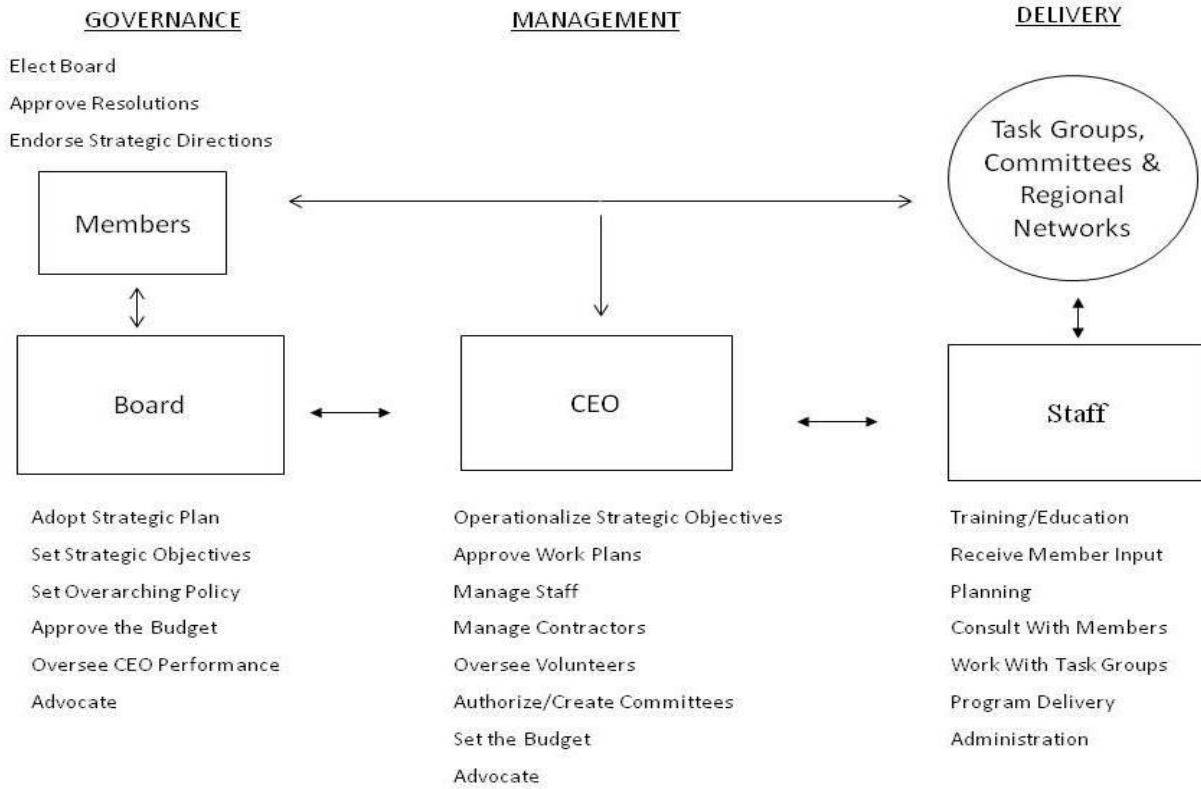 GOVERNANCE
Elect Board
Approve Resolutions
Endorse Strategic Directions
Members
Board
Adopt Strategic Plan
Set Strategic Objectives
Set Overarching Policy
Approve the Budget
Oversee CEO Performance
Advocate
MANAGEMENT
CEO
Operationalize Strategic Objectives
Approve Work Plans
Manage Staff
Manage Contractors
Oversee Volunteers
Authorize/Create Committees
Set the Budget
Advocate
DELIVERY
Task Groups,
Committees &
Regional
Networks
Staff
Training/Education
Receive Member Input
Planning
Consult With Members
Work With Task Groups
Program Delivery
Administration